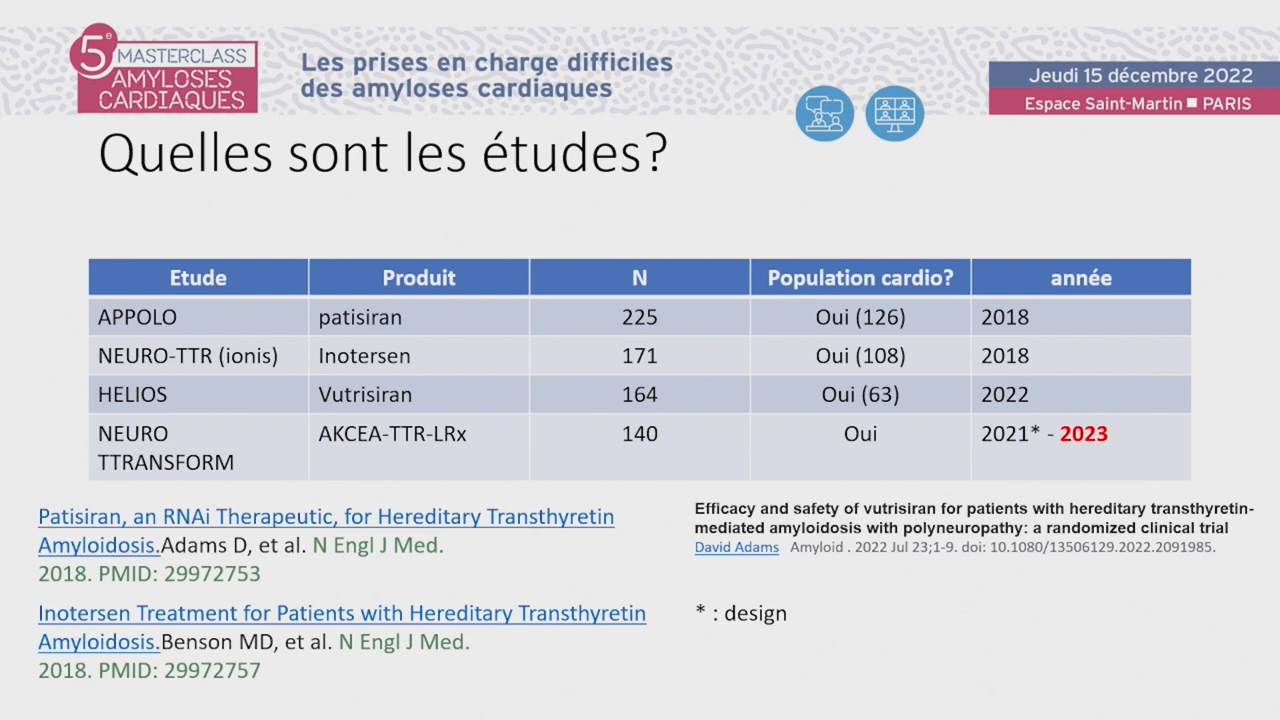 5e MASTERCLASS
AMYLOSES
CARDIAQUES
Les prises en charge difficiles
des amyloses cardiaques
Jeudi 15 décembre 2022
Espace Saint-Martin ■ PARIS
Quelles sont les études?
Etude Produit N Population cardio? année
APPOLO patisiran 225 Oui (126) 2018
NEURO-TTR (ionis) Inotersen 171 Oui (108) 2018
HELIOS Vutrisiran 164 Oui (63) 2022
NEURO AKCEA-TTR-LRx 140 Oui 2021* - 2023
TTRANSFORM
Patisiran, an RNAi Therapeutic, for Hereditary Transthyretin
Amyloidosis.Adams D, et al. N Engl J Med.
2018. PMID: 29972753
Inotersen Treatment for Patients with Hereditary Transthyretin
Amyloidosis.Benson MD, et al. N Engl J Med.
2018. PMID: 29972757
Efficacy and safety of vutrisiran for patients with hereditary transthyretin-
mediated amyloidosis with polyneuropathy: a randomized clinical trial
David Adams Amyloid . 2022 Jul 23;1-9. doi: 10.1080/13506129.2022.2091985.
* : design